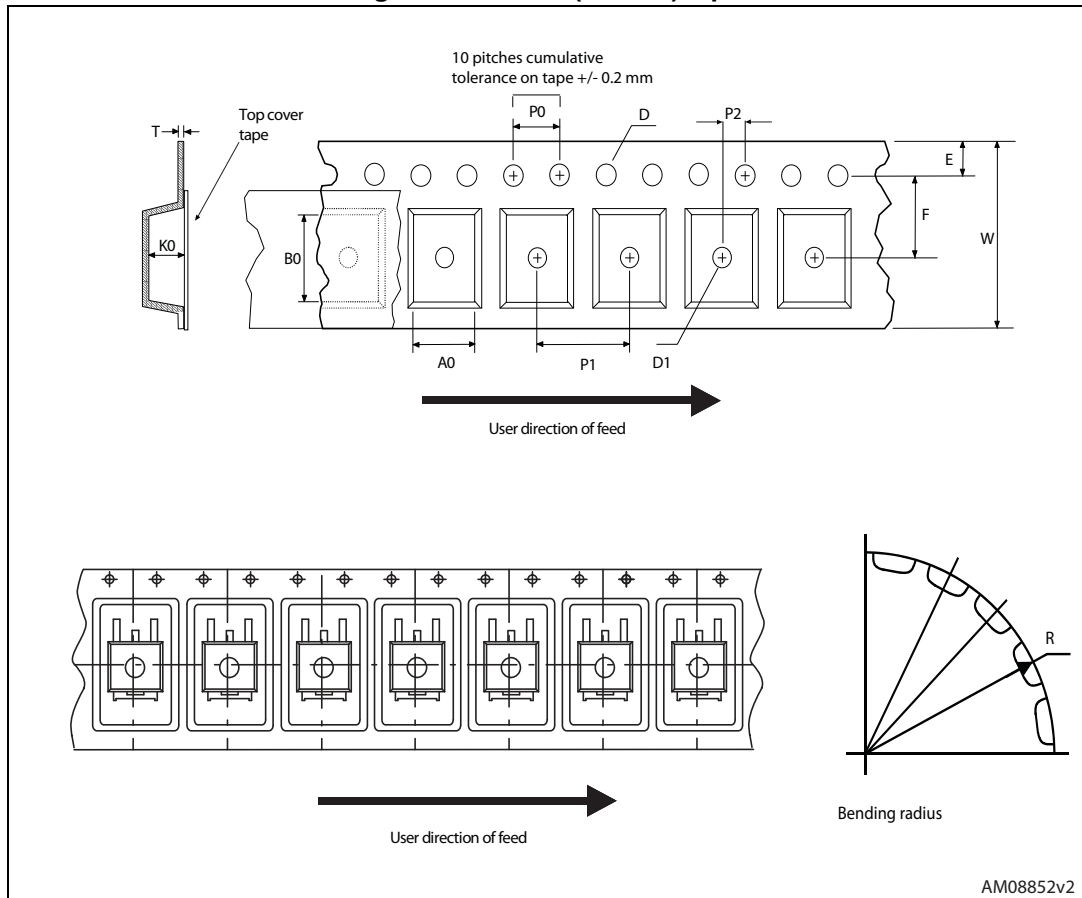 10 pitches cumulative
tolerance on tape +/- 0.2 mm
Top cover
tape
T
P0
D
P2
E
F
W
K0
B0
A0
P1
D1
User direction of feed
R
Bending radius
User direction of feed
AM08852v2